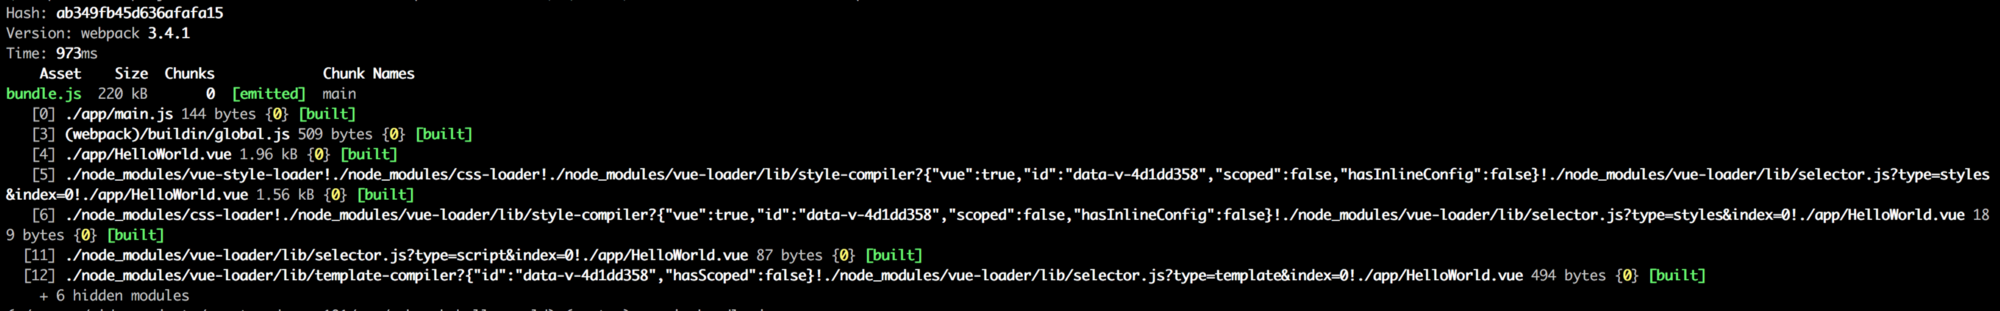 Hash: ab349fb45d636afafa15
Version: webpack 3.4.1
Time: 973ms
Asset Size Chunks Chunk Names
bundle.js 220 kB 0 [emitted] main
[0] ./app/main.js 144 bytes {0} [built]
[3] (webpack)/buildin/global.js 509 bytes {0} [built]
[4] ./app/HelloWorld.vue 1.96 kB {0} [built]
[5] ./node_modules/vue-style-loader!./node_modules/css-loader!./node_modules/vue-loader/lib/style-compiler?{"vue":true,"id":"data-v-4d1dd358","scoped":false,"hasInlineConfig":false}!./node_modules/vue-loader/lib/selector.js?type=styles
&index=0!./app/HelloWorld.vue 1.56 kB {0} [built]
[6] ./node_modules/css-loader!./node_modules/vue-loader/lib/style-compiler?{"vue":true,"id":"data-v-4d1dd358","scoped":false,"hasInlineConfig":false}!./node_modules/vue-loader/lib/selector.js?type=styles&index=0!./app/HelloWorld.vue 18
9 bytes {0} [built]
[11] ./node_modules/vue-loader/lib/selector.js?type=script&index=0!./app/HelloWorld.vue 87 bytes {0} [built]
[12] ./node_modules/vue-loader/lib/template-compiler?{"id":"data-v-4d1dd358","hasScoped":false}!./node_modules/vue-loader/lib/selector.js?type=template&index=0!./app/HelloWorld.vue 494 bytes {0} [built]
+ 6 hidden modules